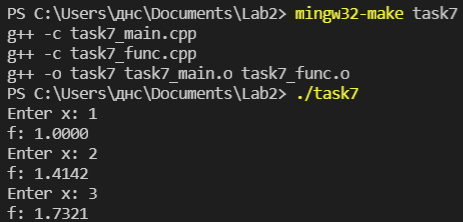 PS C:\Users\днс\Documents\Lab2> mingw32-make task7
g++ -c task7_main.cpp
g++ -c task7_func.cpp
g++ -o task7 task7_main.o task7_func.o
PS C:\Users\днс\Documents\Lab2> ./task7
Enter x: 1
f: 1.0000
Enter x: 2
f: 1.4142
Enter x: 3
f: 1.7321